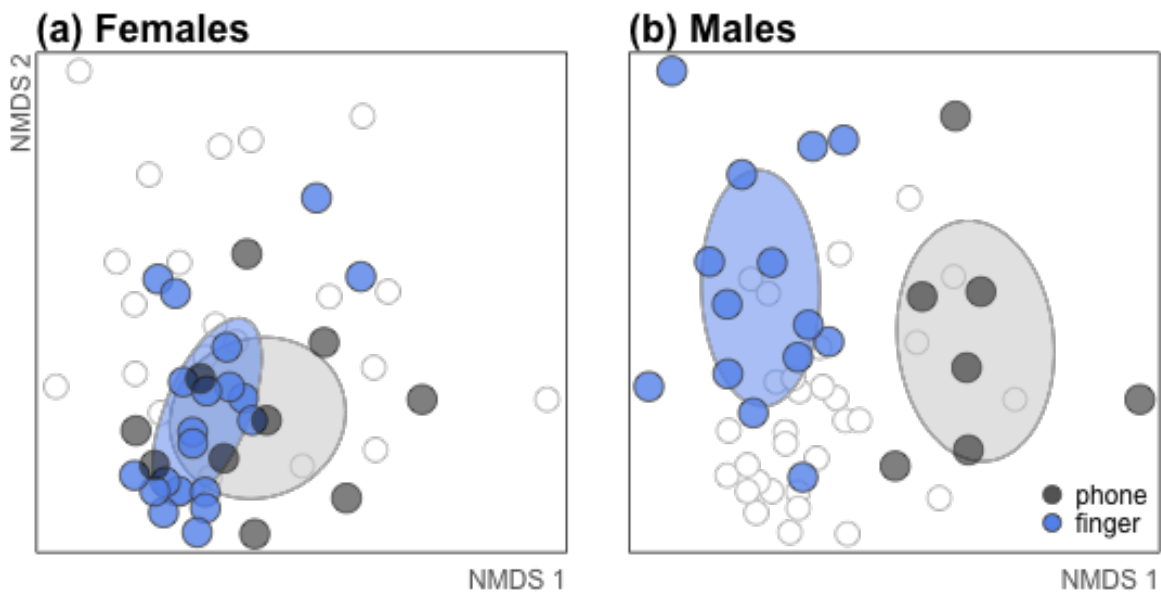 (a) Females
(b) Males
NMDS 2
phone
finger
NMDS 1
NMDS 1